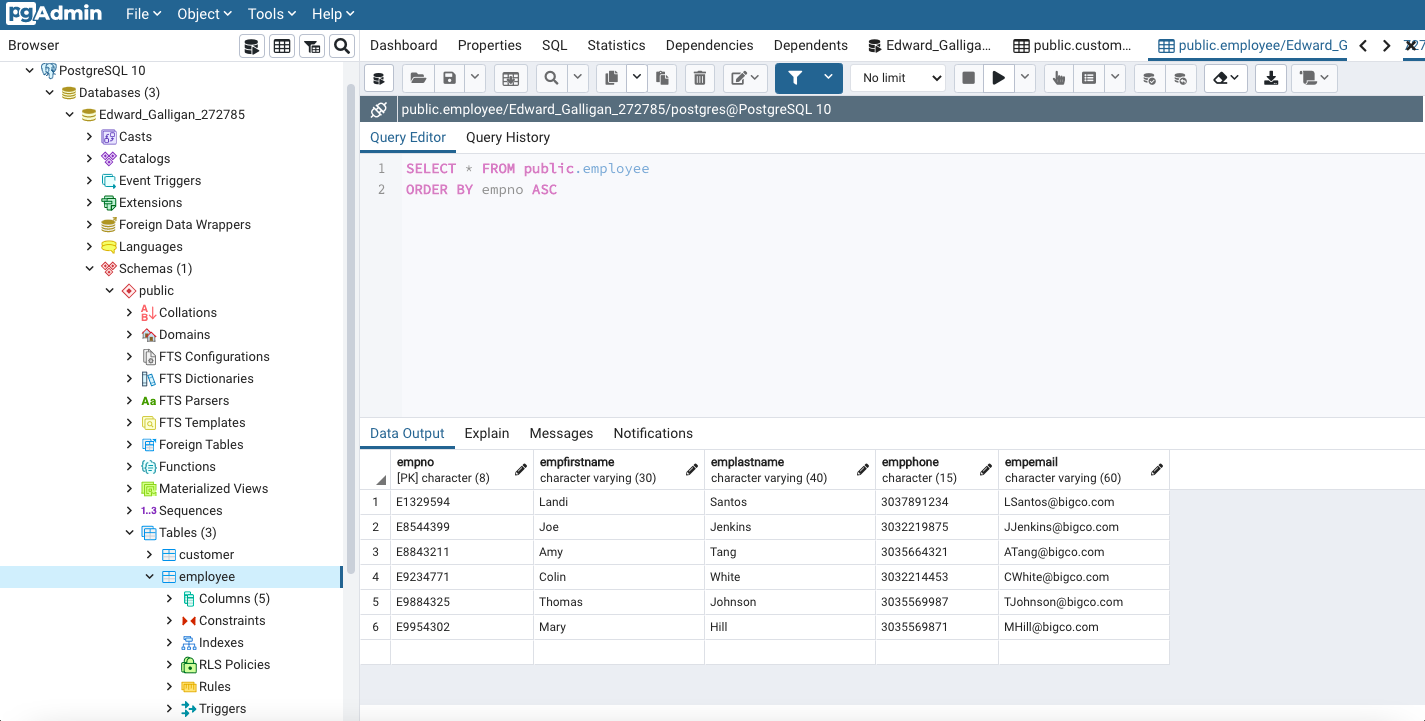 pgAdmin File Object Tools Help
Browser
Dashboard Properties SQL Statistics Dependencies Dependents Edward_Galliga... public.custom... public.employee/Edward_G
PostgreSQL 10
Databases (3)
Edward_Galligan_272785
Casts
Catalogs
Event Triggers
Extensions
Foreign Data Wrappers
Languages
Schemas (1)
public
Collations
Domains
FTS Configurations
FTS Dictionaries
Aa FTS Parsers
FTS Templates
Foreign Tables
Functions
Materialized Views
1..3 Sequences
Tables (3)
customer
employee
Columns (5)
Constraints
Indexes
RLS Policies
Rules
Triggers
No limit
public.employee/Edward_Galligan_272785/postgres@PostgreSQL 10
Query Editor Query History
1 SELECT * FROM public.employee
2 ORDER BY empno ASC
Data Output Explain Messages Notifications
empno empfirstname emplastname empphone empemail
[PK] character (8) character varying (30) character varying (40) character (15) character varying (60)
1 E1329594 Landi Santos 3037891234 LSantos@bigco.com
2 E8544399 Joe Jenkins 3032219875 JJenkins@bigco.com
3 E8843211 Amy Tang 3035664321 ATang@bigco.com
4 E9234771 Colin White 3032214453 CWhite@bigco.com
5 E9884325 Thomas Johnson 3035569987 TJohnson@bigco.com
6 E9954302 Mary Hill 3035569871 MHill@bigco.com